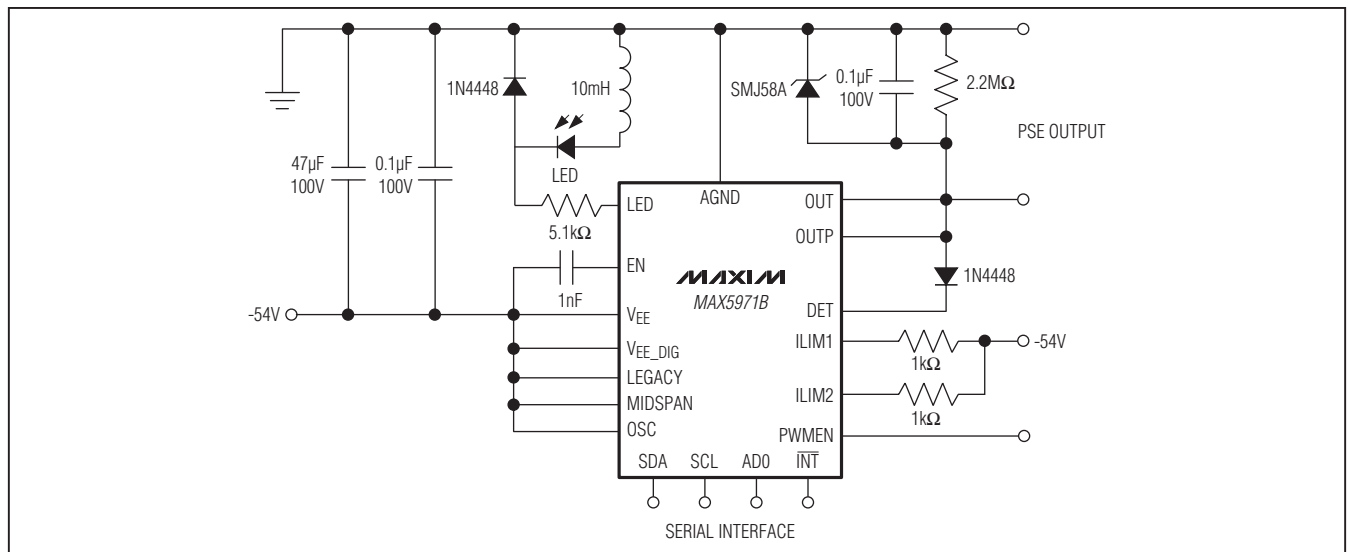 1N4448
10mH
LED
47µF
100V
0.1µF
100V
5.1kΩ
1nF
-54V
SMJ58A
0.1µF
100V
2.2MΩ
PSE OUTPUT
AGND
LED
EN
VEE
VEE_DIG
LEGACY
MIDSPAN
OSC
MAXIM
MAX5971B
OUT
OUTP
DET
ILIM1
ILIM2
PWMEN
1N4448
1kΩ
-54V
1kΩ
SDA SCL AD0 INT
SERIAL INTERFACE